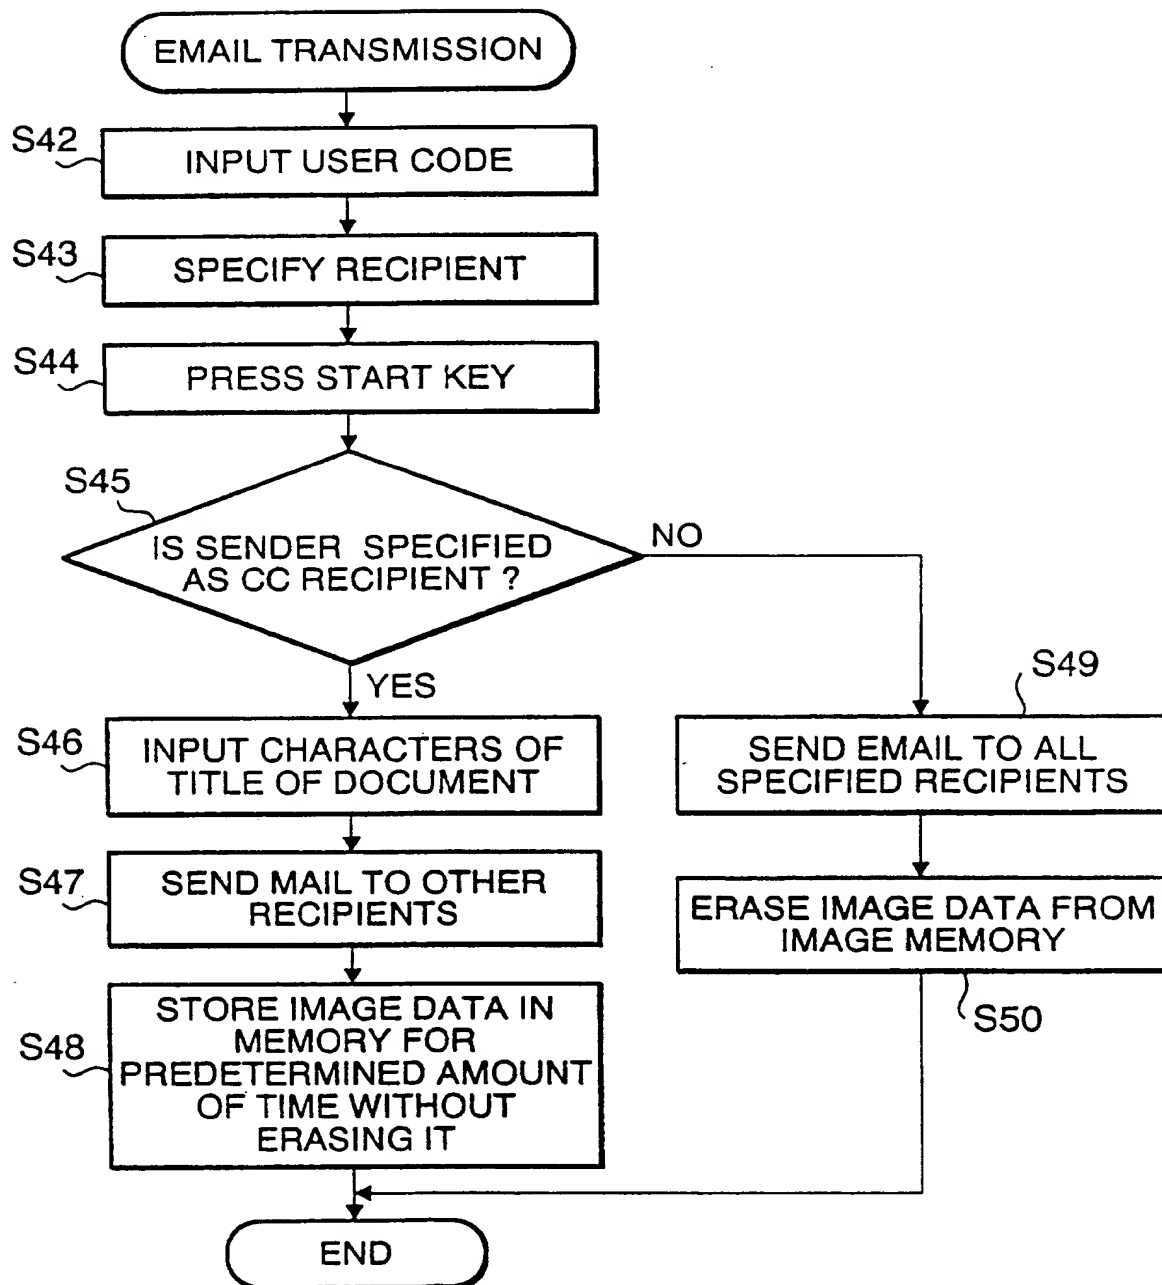 EMAIL TRANSMISSION
S42
INPUT USER CODE
S43
SPECIFY RECIPIENT
S44
PRESS START KEY
S45
IS SENDER SPECIFIED
AS CC RECIPIENT ?
NO
YES
S46
INPUT CHARACTERS OF
TITLE OF DOCUMENT
S47
SEND MAIL TO OTHER
RECIPIENTS
S48
STORE IMAGE DATA IN
MEMORY FOR
PREDETERMINED AMOUNT
OF TIME WITHOUT
ERASING IT
S49
SEND EMAIL TO ALL
SPECIFIED RECIPIENTS
ERASE IMAGE DATA FROM
IMAGE MEMORY
S50
END